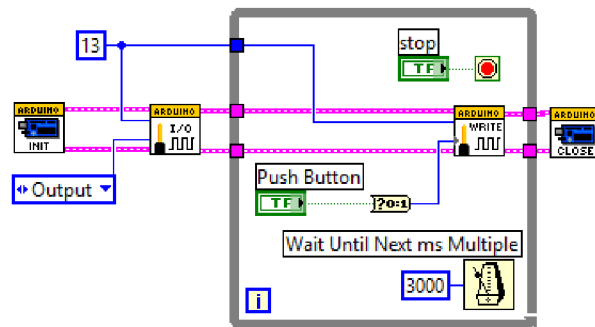 13
stop
TF
ARDUINO
INIT
ARDUINO
I/O
ARDUINO
WRITE
ARDUINO
CLOSE
Output
Push Button
TF
?0:1
Wait Until Next ms Multiple
3000
i